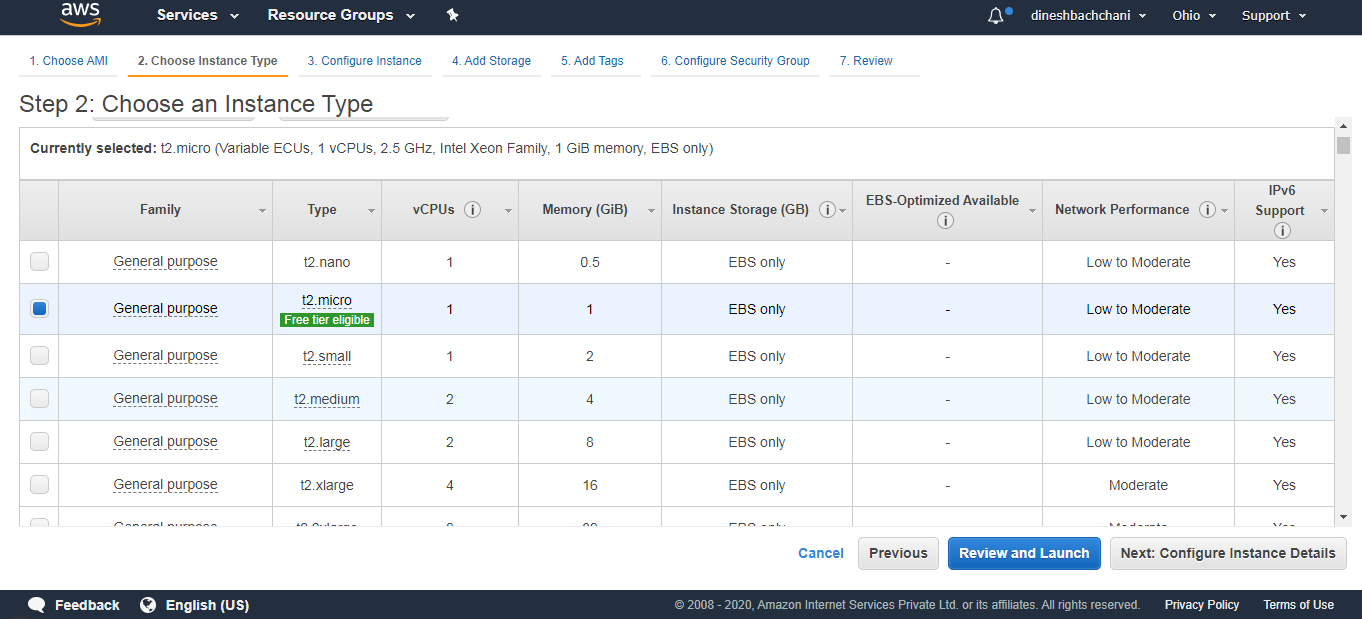 aws Services Resource Groups dineshbachchani Ohio Support
1. Choose AMI 2. Choose Instance Type 3. Configure Instance 4. Add Storage 5. Add Tags 6. Configure Security Group 7. Review
Step 2: Choose an Instance Type
Currently selected: t2.micro (Variable ECUs, 1 vCPUs, 2.5 GHz, Intel Xeon Family, 1 GiB memory, EBS only)
Family Type vCPUs Memory (GiB) Instance Storage (GB) EBS-Optimized Available Network Performance IPv6 Support
General purpose t2.nano 1 0.5 EBS only - Low to Moderate Yes
General purpose t2.micro 1 1 EBS only - Low to Moderate Yes
Free tier eligible
General purpose t2.small 1 2 EBS only - Low to Moderate Yes
General purpose t2.medium 2 4 EBS only - Low to Moderate Yes
General purpose t2.large 2 8 EBS only - Low to Moderate Yes
General purpose t2.xlarge 4 16 EBS only - Moderate Yes
Cancel Previous Review and Launch Next: Configure Instance Details
Feedback English (US) © 2008 - 2020, Amazon Internet Services Private Ltd. or its affiliates. All rights reserved. Privacy Policy Terms of Use